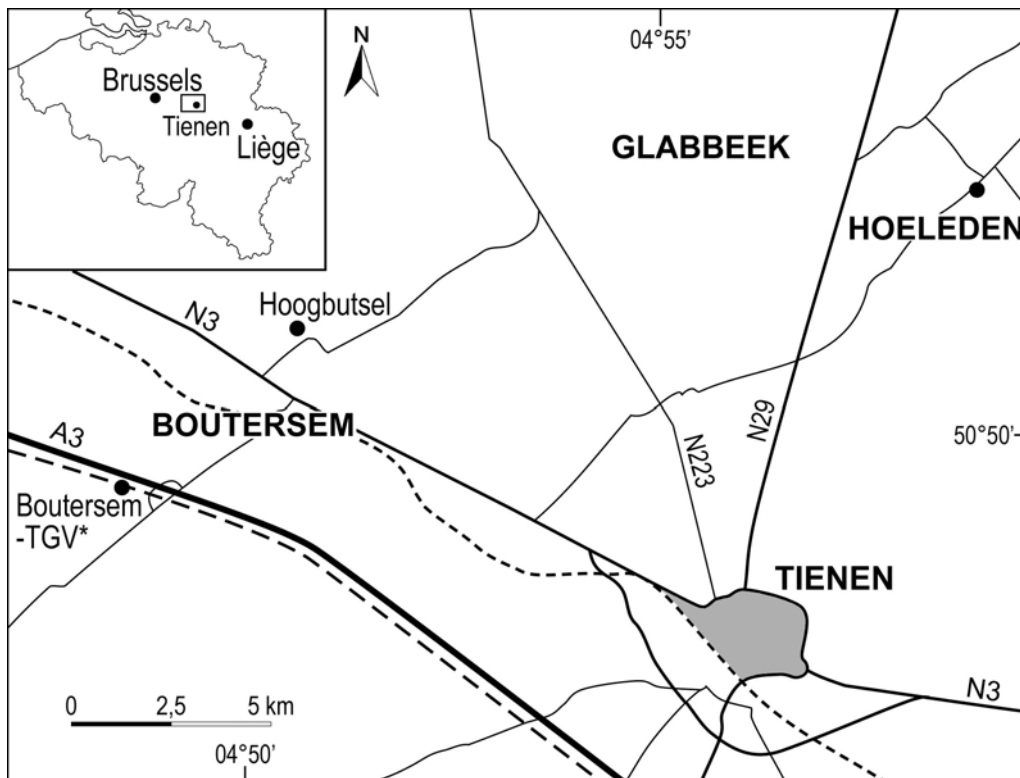 Brussels
Tienen
Liège
N
04°55’
GLABBEEK
HOELEDEN
Hoogbutsel
N3
BOUTERSEM
A3
Boutersem
-TGV*
N223
N29
50°50’
TIENEN
N3
0 2,5 5 km
04°50’